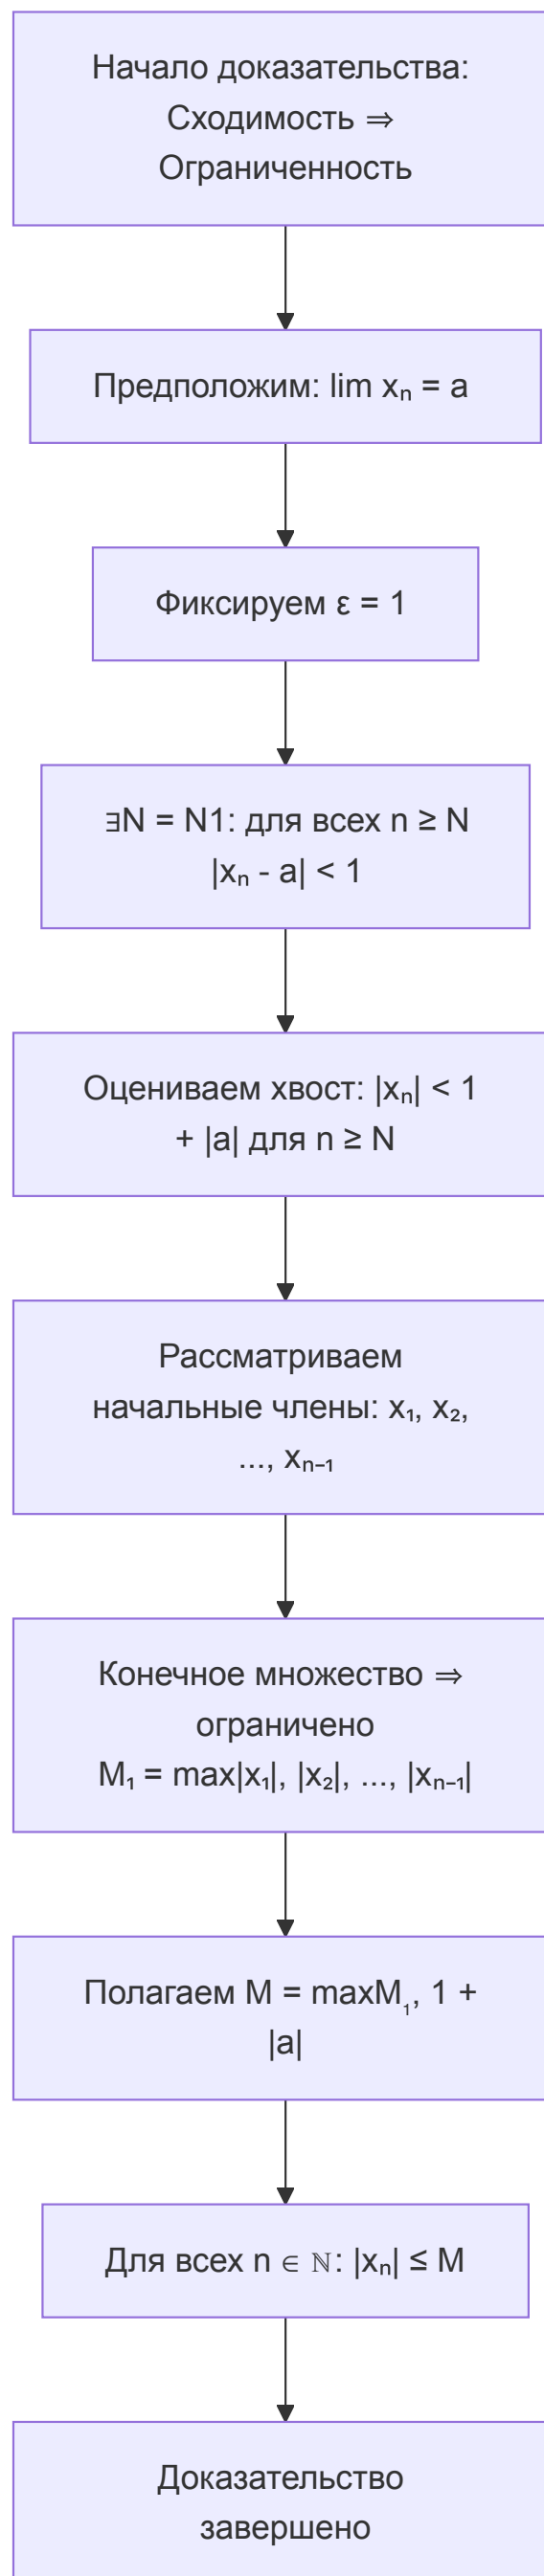 Начало доказательства:
Сходимость ⇒
Ограниченность
Предположим: lim xₙ = a
Фиксируем ε = 1
∃N = N1: для всех n ≥ N
|xₙ - a| < 1
Оцениваем хвост: |xₙ| < 1
+ |a| для n ≥ N
Рассматриваем
начальные члены: x₁, x₂,
..., xₙ₋₁
Конечное множество ⇒
ограничено
M₁ = max|x₁|, |x₂|, ..., |xₙ₋₁|
Полагаем M = maxM₁, 1 +
|a|
Для всех n ∈ ℕ: |xₙ| ≤ M
Доказательство
завершено